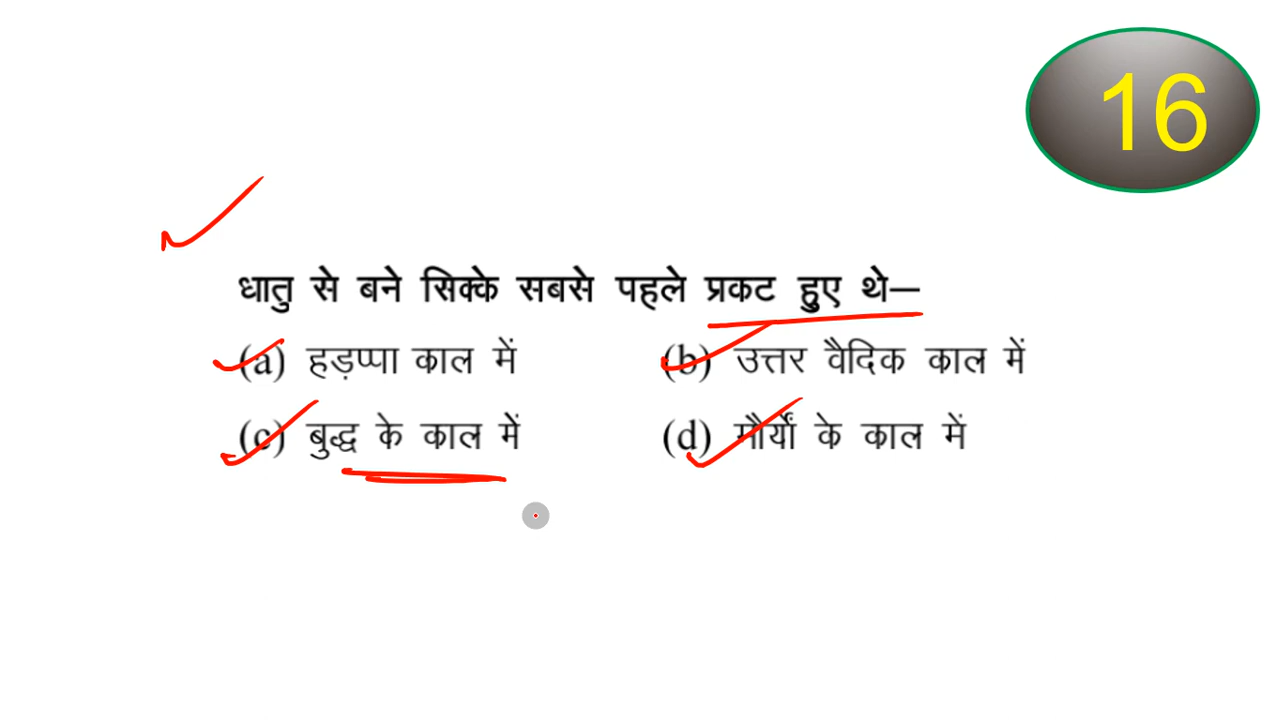 16
धातु से बने सिक्के सबसे पहले प्रकट हुए थे—
(a) हड़प्पा काल में (b) उत्तर वैदिक काल में
(c) बुद्ध के काल में (d) मौर्यों के काल में